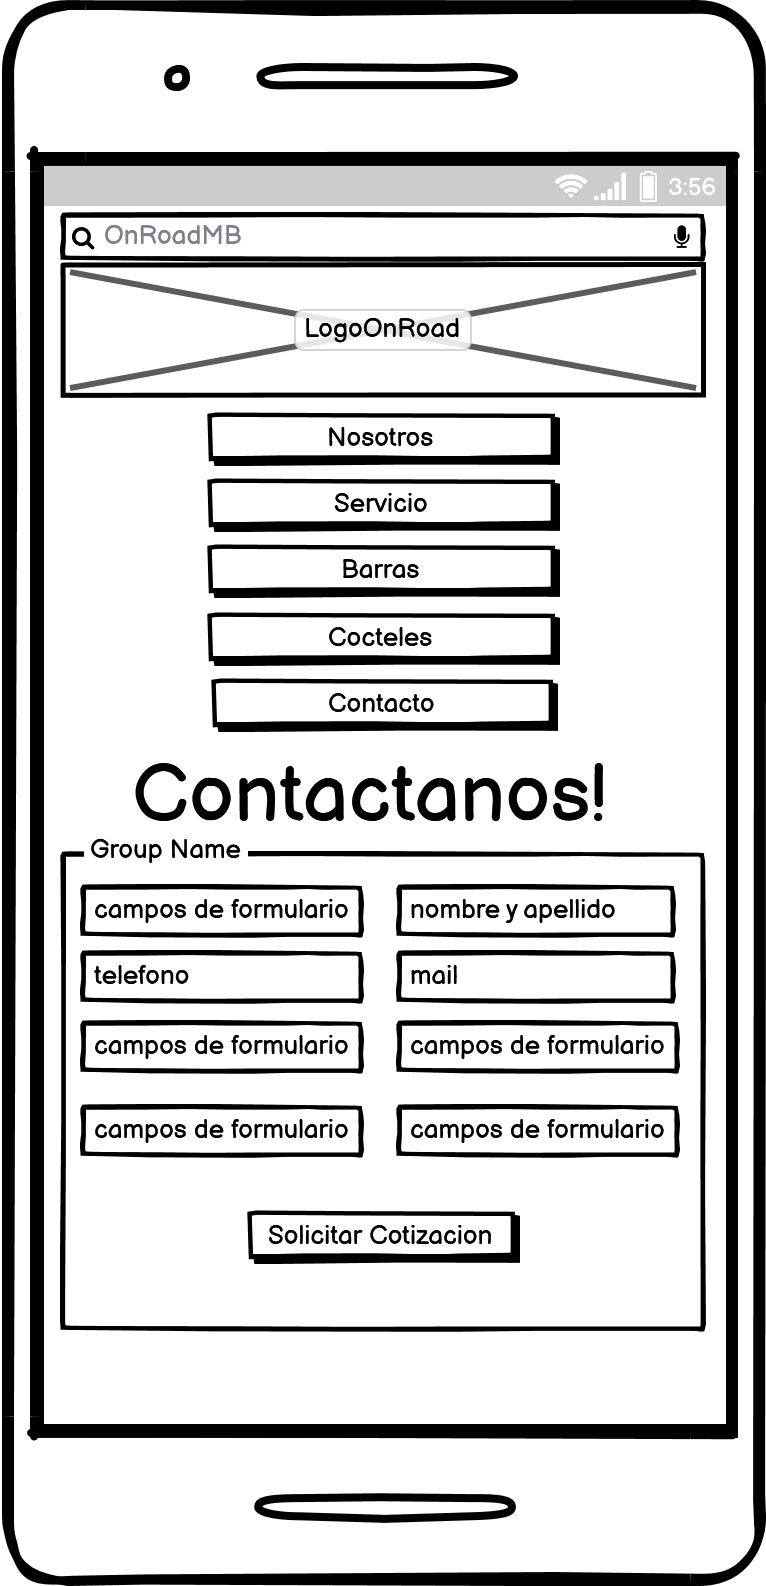 3:56
OnRoadMB
LogoOnRoad
Nosotros
Servicio
Barras
Cocteles
Contacto
Contactanos!
Group Name
campos de formulario nombre y apellido
telefono mail
campos de formulario campos de formulario
campos de formulario campos de formulario
Solicitar Cotizacion